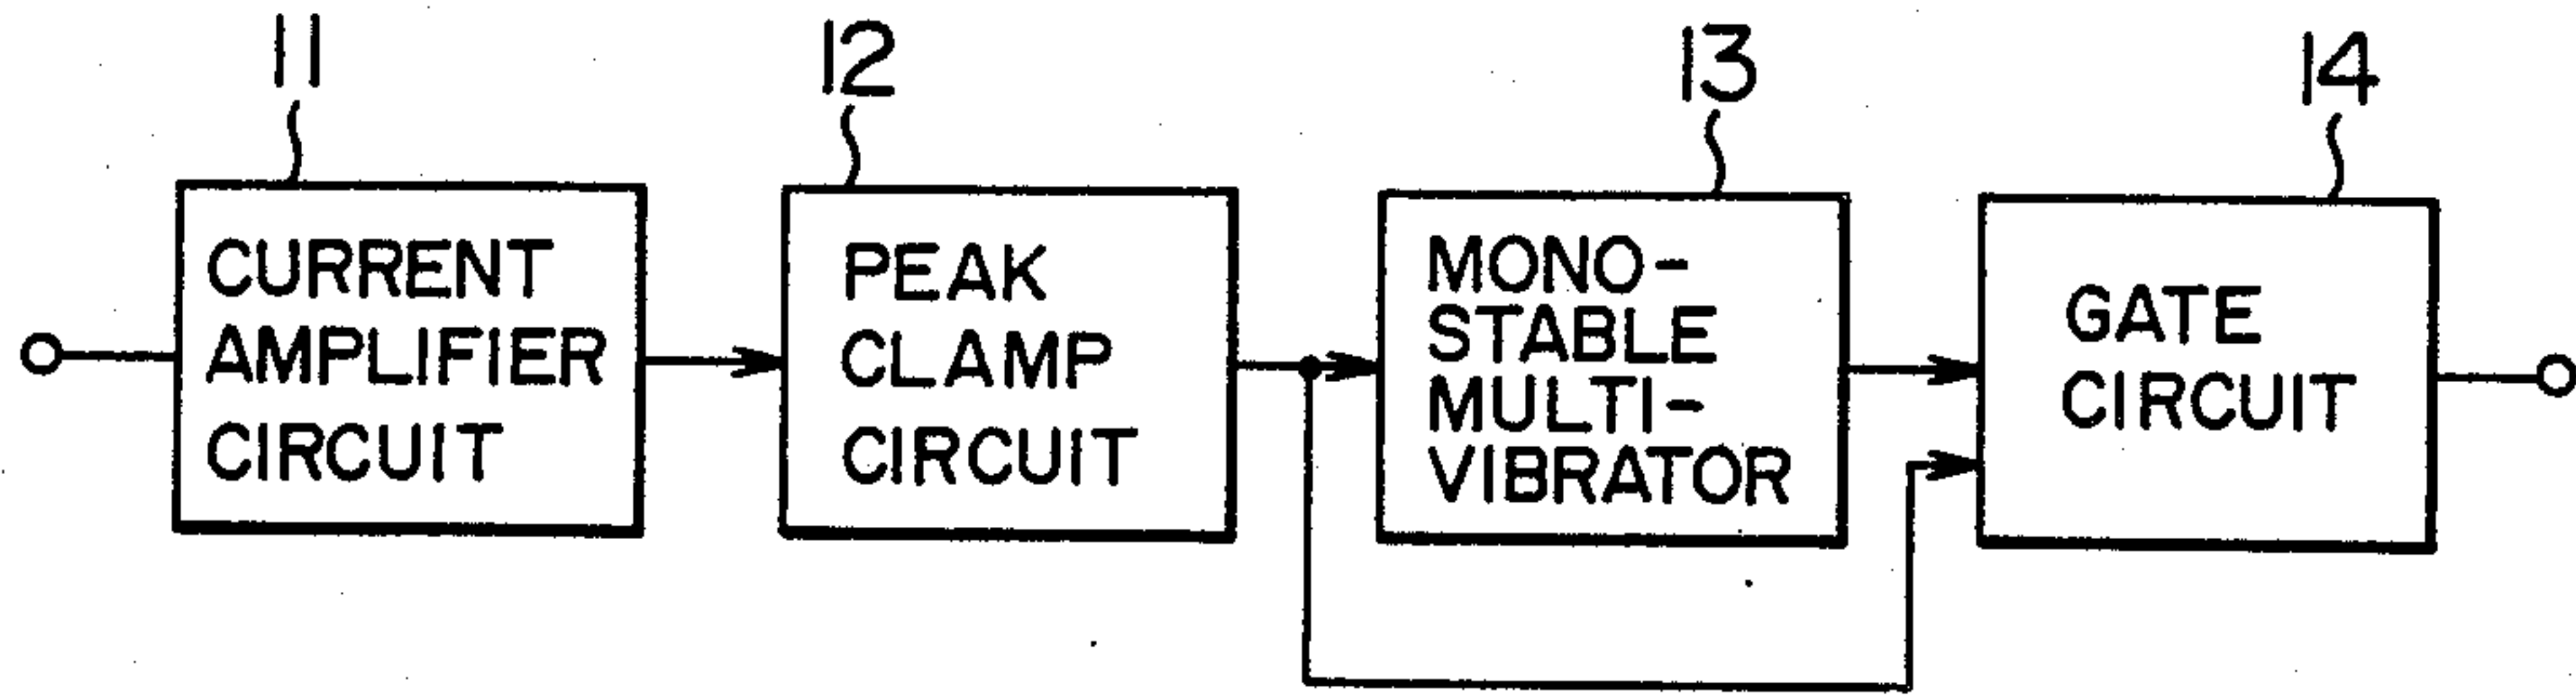 11
12
13
14
CURRENT
AMPLIFIER
CIRCUIT
PEAK
CLAMP
CIRCUIT
MONO-
STABLE
MULTI-
VIBRATOR
GATE
CIRCUIT